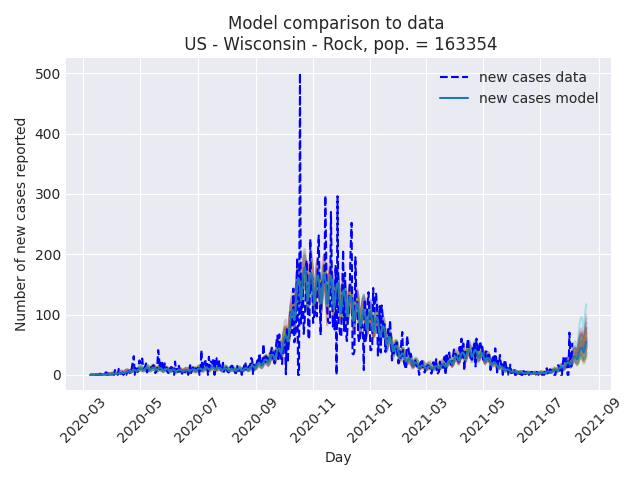 Model comparison to data
US - Wisconsin - Rock, pop. = 163354
new cases data
new cases model
Number of new cases reported
500
400
300
200
100
0
2020-03
2020-05
2020-07
2020-09
2020-11
2021-01
2021-03
2021-05
2021-07
2021-09
Day